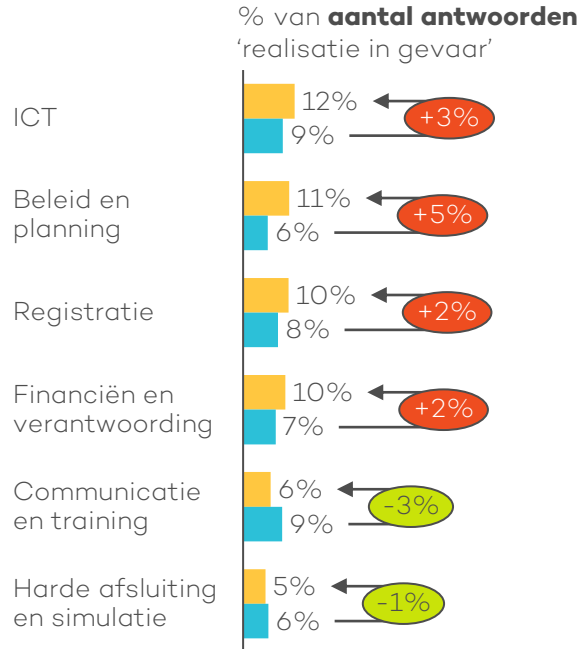 % van aantal antwoorden
‘realisatie in gevaar’
ICT
12%
9%
+3%
Beleid en
planning
11%
6%
+5%
Registratie
10%
8%
+2%
Financiën en
verantwoording
10%
7%
+2%
Communicatie
en training
6%
9%
-3%
Harde afsluiting
en simulatie
5%
6%
-1%